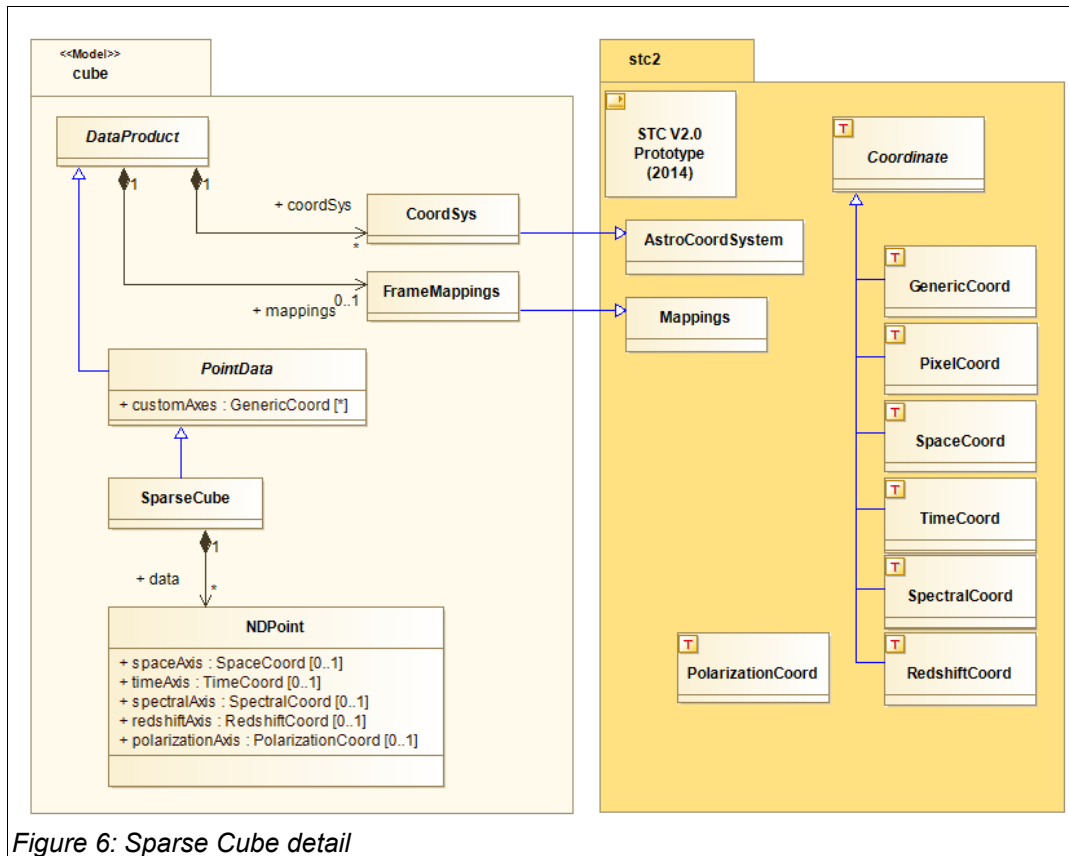 <<Model>>
cube
DataProduct
1
1
+ coordSys
*
CoordSys
+ mappings
0..1
FrameMappings
PointData
+ customAxes : GenericCoord [*]
SparseCube
1
+ data
*
NDPoint
+ spaceAxis : SpaceCoord [0..1]
+ timeAxis : TimeCoord [0..1]
+ spectralAxis : SpectralCoord [0..1]
+ redshiftAxis : RedshiftCoord [0..1]
+ polarizationAxis : PolarizationCoord [0..1]
stc2
STC V2.0
Prototype
(2014)
T
Coordinate
AstroCoordSystem
Mappings
T
GenericCoord
T
PixelCoord
T
SpaceCoord
T
TimeCoord
T
SpectralCoord
T
PolarizationCoord
T
RedshiftCoord
Figure 6: Sparse Cube detail